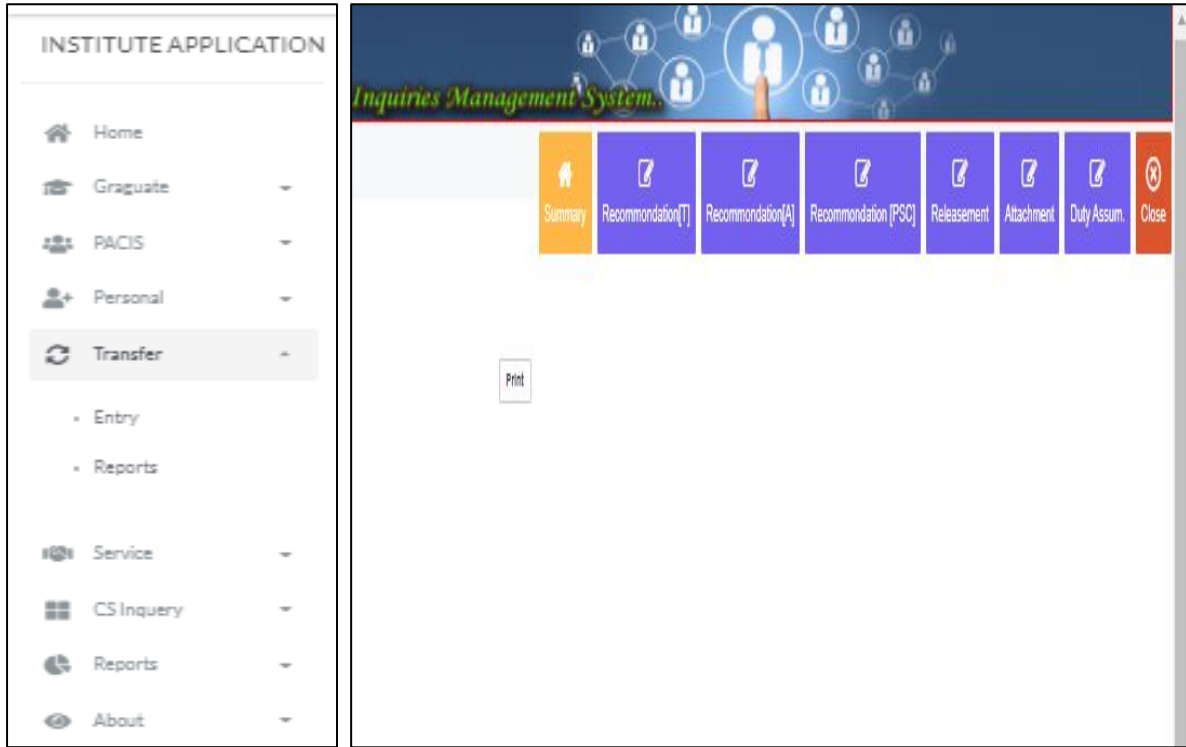 INSTITUTE APPLICATION
Home
Graguate
PACIS
Personal
Transfer
Entry
Reports
Service
CS Inquery
Reports
About
Inquiries Management System..
Summary
Recommondation[T]
Recommondation[A]
Recommondation [PSC]
Releasement
Attachment
Duty Assum.
Close
Print